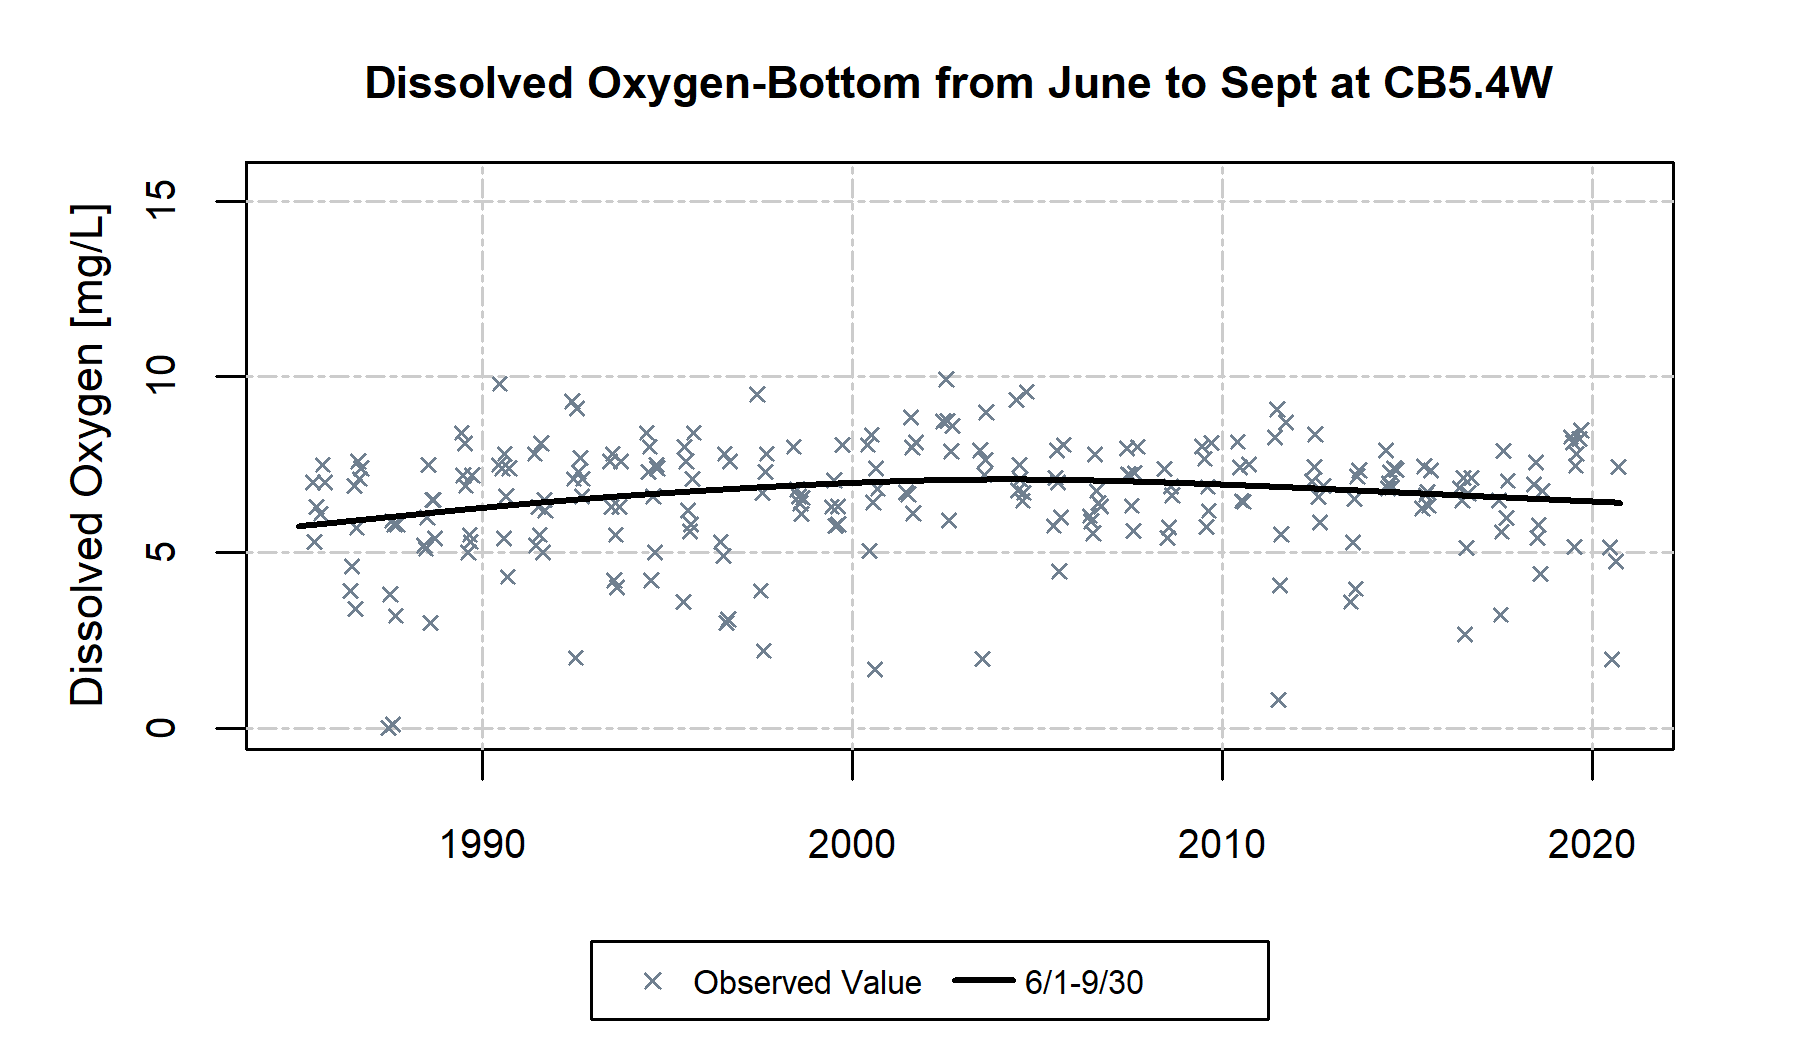 Dissolved Oxygen-Bottom from June to Sept at CB5.4W
Dissolved Oxygen [mg/L]
15
10
5
0
1990 2000 2010 2020
Observed Value 6/1-9/30